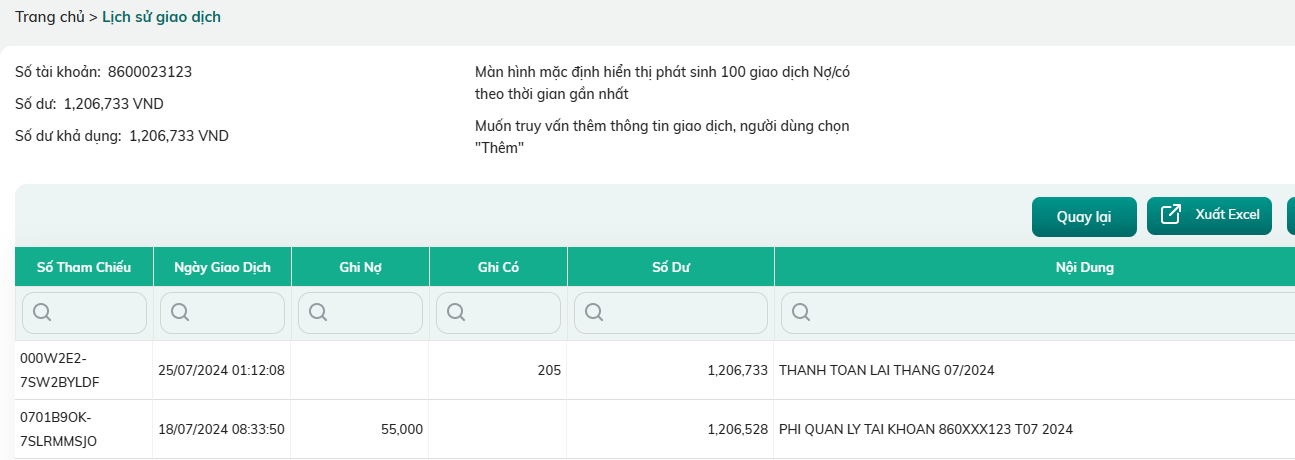 Trang chủ > Lịch sử giao dịch
Số tài khoản: 8600023123
Số dư: 1,206,733 VND
Số dư khả dụng: 1,206,733 VND
Màn hình mặc định hiển thị phát sinh 100 giao dịch Nợ/có
theo thời gian gần nhất
Muốn truy vấn thêm thông tin giao dịch, người dùng chọn
"Thêm"
Quay lại
Xuất Excel
Số Tham Chiếu Ngày Giao Dịch Ghi Nợ Ghi Có Số Dư Nội Dung
000W2E2-
7SW2BYLDF
25/07/2024 01:12:08 205 1,206,733 THANH TOAN LAI THANG 07/2024
0701B9OK-
7SLRMMSJO
18/07/2024 08:33:50 55,000 1,206,528 PHI QUAN LY TAI KHOAN 860XXX123 T07 2024